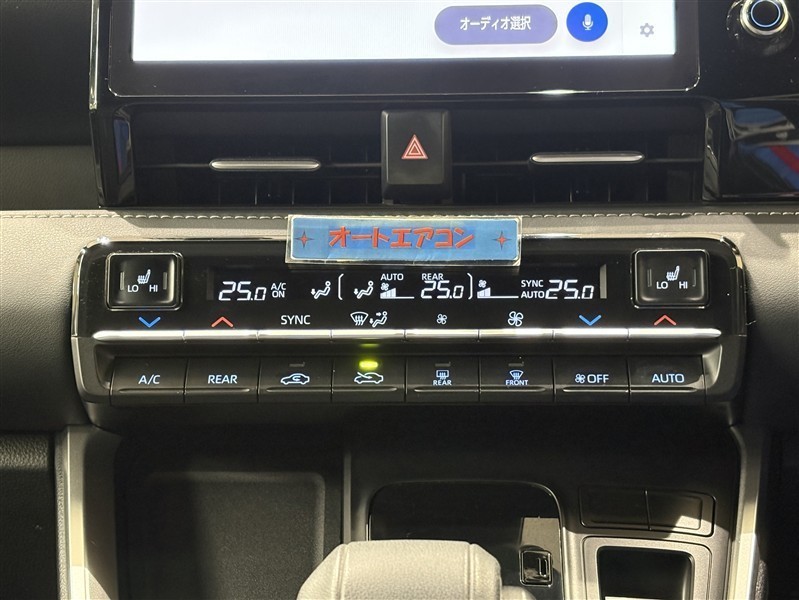 オーディオ選択
オートエアコン
LO HI
25.0 A/C ON
AUTO REAR 25.0
SYNC AUTO 25.0
LO HI
SYNC
A/C
REAR
REAR
FRONT
OFF
AUTO